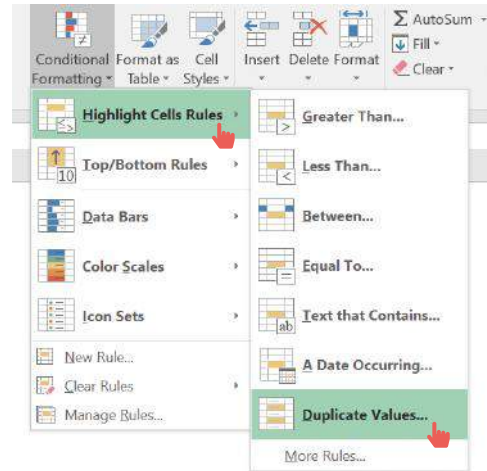 Conditional Formatting
Format as Table
Cell Styles
Insert
Delete
Format
AutoSum
Fill
Clear
Highlight Cells Rules
Top/Bottom Rules
Data Bars
Color Scales
Icon Sets
New Rule...
Clear Rules
Manage Rules...
Greater Than...
Less Than...
Between...
Equal To...
Text that Contains...
A Date Occurring...
Duplicate Values...
More Rules...